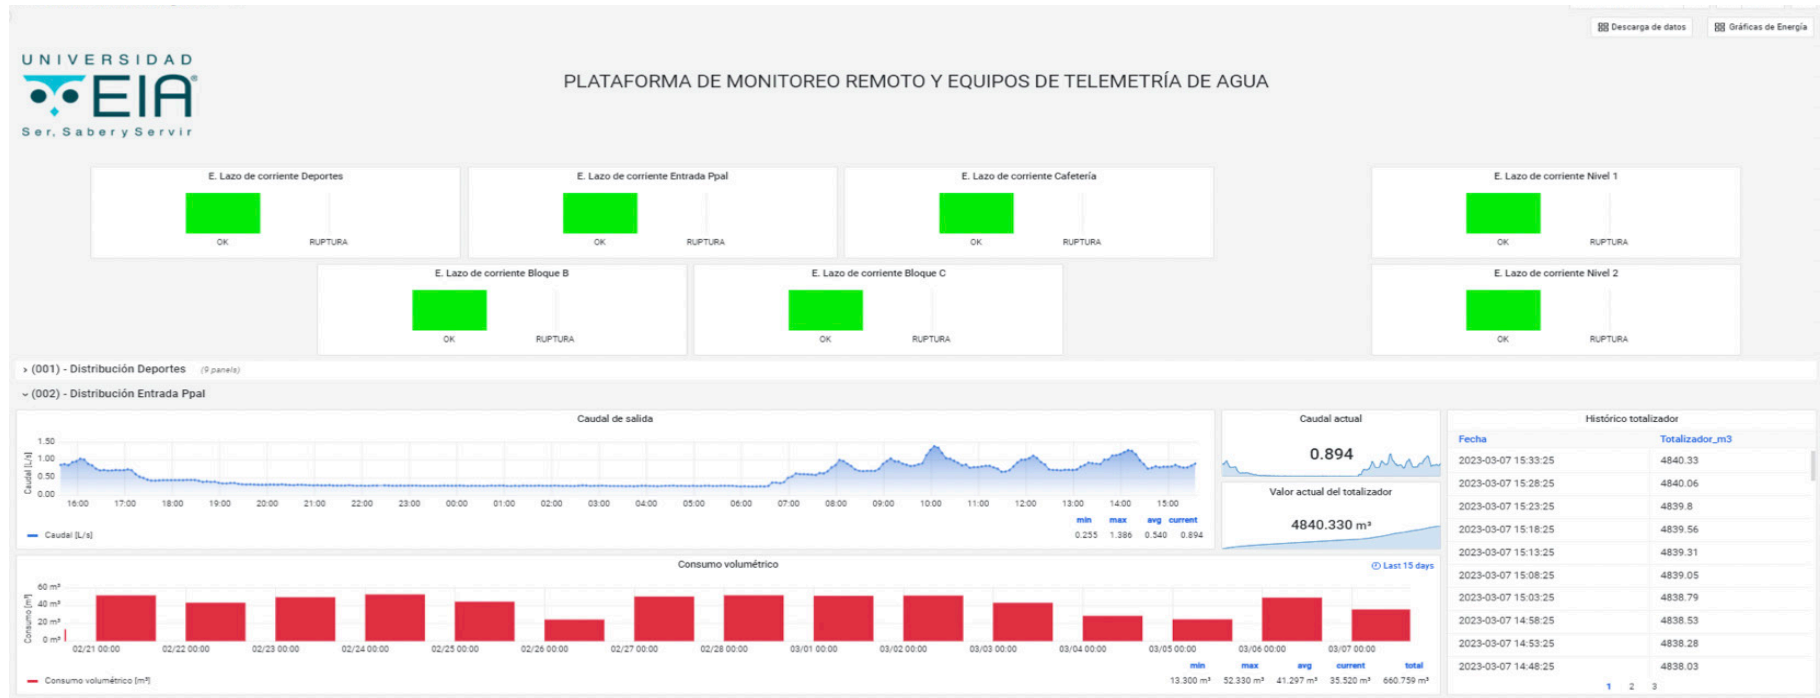 Descarga de datos
Gráficas de Energía
UNIVERSIDAD
EIA®
Ser, Saber y Servir
PLATAFORMA DE MONITOREO REMOTO Y EQUIPOS DE TELEMETRÍA DE AGUA
E. Lazo de corriente Deportes
OK RUPTURA
E. Lazo de corriente Entrada Ppal
OK RUPTURA
E. Lazo de corriente Cafetería
OK RUPTURA
E. Lazo de corriente Nivel 1
OK RUPTURA
E. Lazo de corriente Bloque B
OK RUPTURA
E. Lazo de corriente Bloque C
OK RUPTURA
E. Lazo de corriente Nivel 2
OK RUPTURA
(001) - Distribución Deportes (9 panels)
(002) - Distribución Entrada Ppal
Caudal de salida
Caudal [L/s]
1.50
1.00
0.50
0.00
16:00 17:00 18:00 19:00 20:00 21:00 22:00 23:00 00:00 01:00 02:00 03:00 04:00 05:00 06:00 07:00 08:00 09:00 10:00 11:00 12:00 13:00 14:00 15:00
min max avg current
Caudal [L/s] 0.255 1.386 0.540 0.894
Caudal actual
0.894
Valor actual del totalizador
4840.330 m³
Consumo volumétrico
Last 15 days
Consumo [m³]
60 m³
40 m³
20 m³
0 m³
02/21 00:00 02/22 00:00 02/23 00:00 02/24 00:00 02/25 00:00 02/26 00:00 02/27 00:00 02/28 00:00 03/01 00:00 03/02 00:00 03/03 00:00 03/04 00:00 03/05 00:00 03/06 00:00 03/07 00:00
min max avg current total
Consumo volumétrico [m³] 13.300 m³ 52.330 m³ 41.297 m³ 35.520 m³ 660.759 m³
Histórico totalizador
Fecha Totalizador_m3
2023-03-07 15:33:25 4840.33
2023-03-07 15:28:25 4840.06
2023-03-07 15:23:25 4839.8
2023-03-07 15:18:25 4839.56
2023-03-07 15:13:25 4839.31
2023-03-07 15:08:25 4839.05
2023-03-07 15:03:25 4838.79
2023-03-07 14:58:25 4838.53
2023-03-07 14:53:25 4838.28
2023-03-07 14:48:25 4838.03
1 2 3